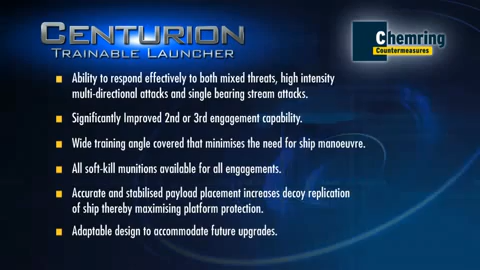 CENTURION
TRAINABLE LAUNCHER
Chemring
Countermeasures
Ability to respond effectively to both mixed threats, high intensity
multi-directional attacks and single bearing stream attacks.
Significantly Improved 2nd or 3rd engagement capability.
Wide training angle covered that minimises the need for ship manoeuvre.
All soft-kill munitions available for all engagements.
Accurate and stabilised payload placement increases decoy replication
of ship thereby maximising platform protection.
Adaptable design to accommodate future upgrades.